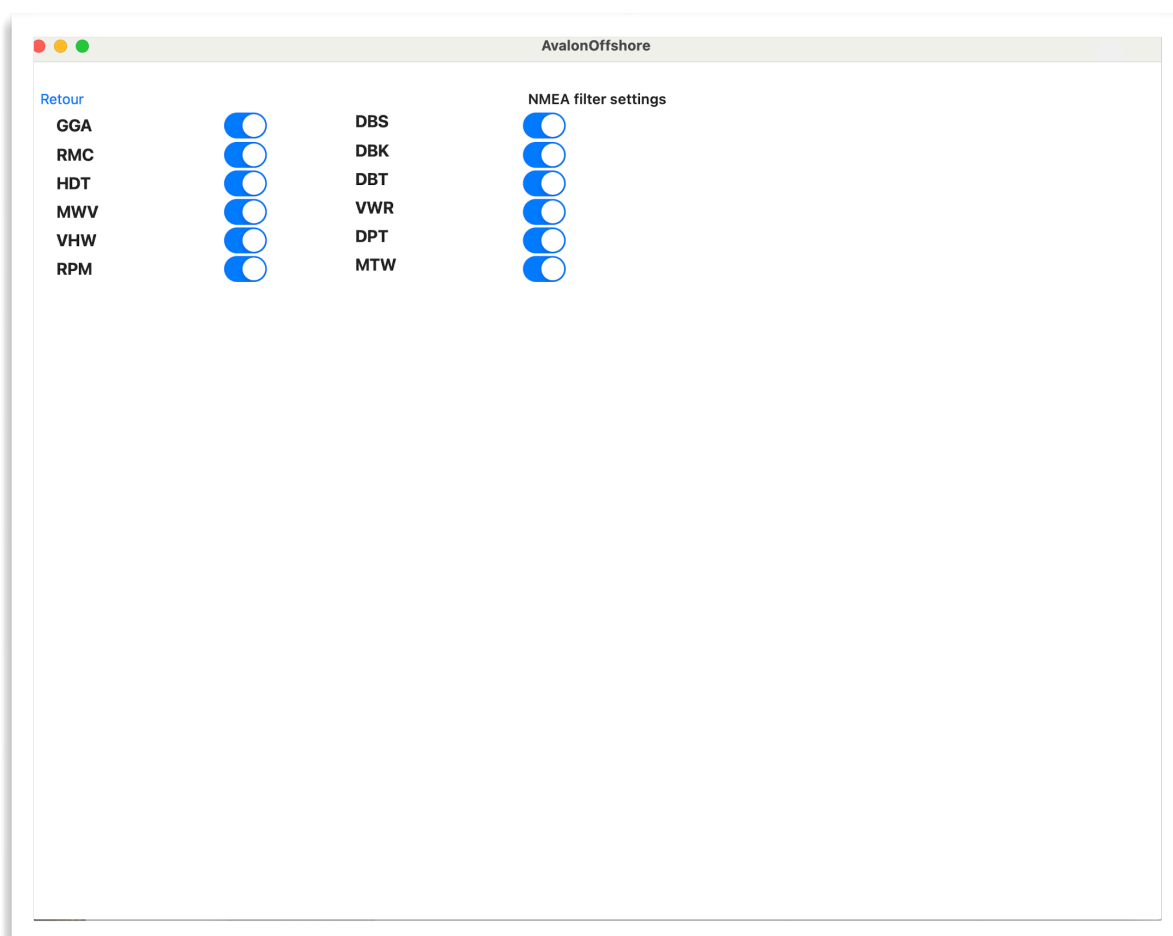 AvalonOffshore
Retour NMEA filter settings
GGA DBS
RMC DBK
HDT DBT
MWV VWR
VHW DPT
RPM MTW